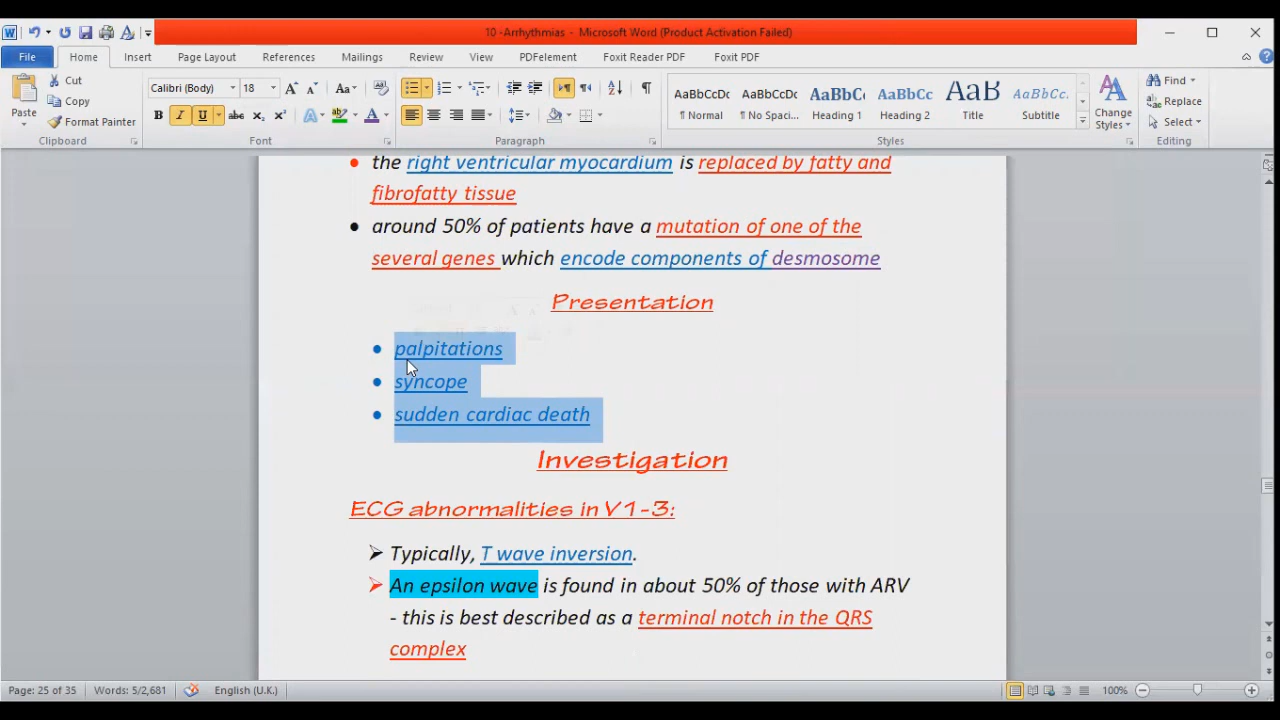 10 -Arrhythmias - Microsoft Word (Product Activation Failed)
File Home Insert Page Layout References Mailings Review View PDFelement Foxit Reader PDF Foxit PDF
Paste
Cut
Copy
Format Painter
Clipboard
Calibri (Body) 18
Font
Paragraph
AaBbCcDc AaBbCcDc AaBbC AaBbCc AaB AaBbCc.
¶ Normal ¶ No Spaci... Heading 1 Heading 2 Title Subtitle
Change Styles
Styles
Find
Replace
Select
Editing
the right ventricular myocardium is replaced by fatty and
fibrofatty tissue
around 50% of patients have a mutation of one of the
several genes which encode components of desmosome
Presentation
palpitations
syncope
sudden cardiac death
Investigation
ECG abnormalities in V1-3:
Typically, T wave inversion.
An epsilon wave is found in about 50% of those with ARV
- this is best described as a terminal notch in the QRS
complex
Page: 25 of 35 Words: 5/2,681 English (U.K.) 100%